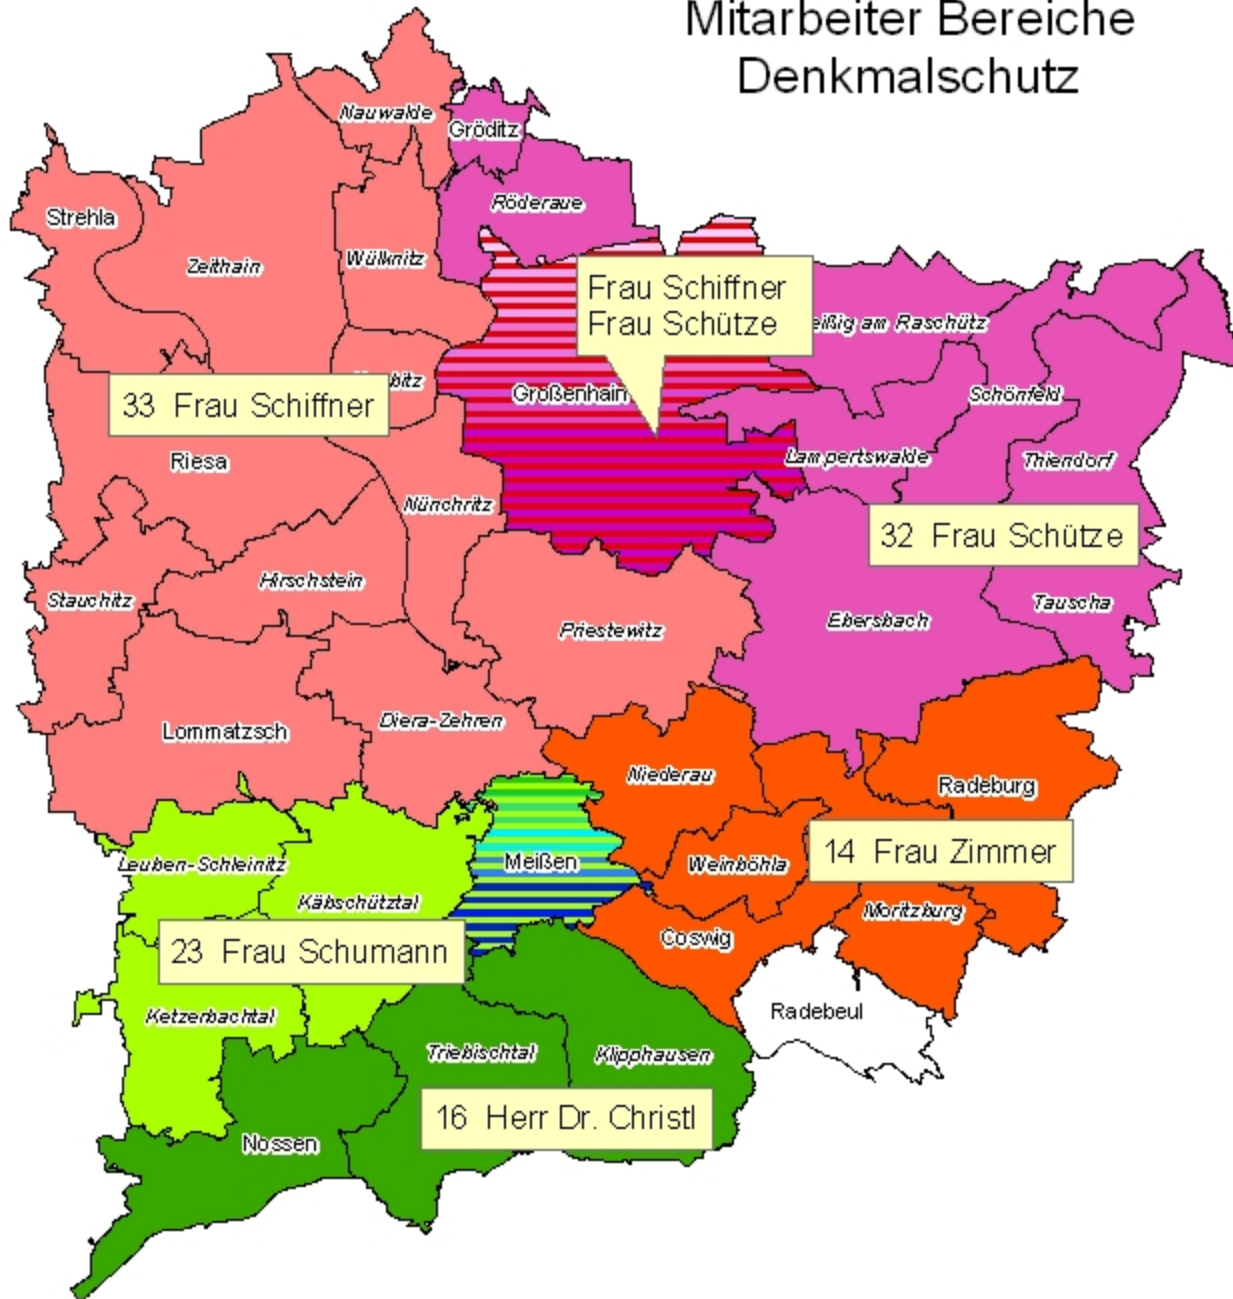 Mitarbeiter Bereiche
Denkmalschutz
Nauwalde
Gröditz
Röderaue
Strehla
Zeithain
Wülknitz
Frau Schiffner
Frau Schütze
am Raschütz
Großenhain
Schönfeld
33 Frau Schiffner
Riesa
Lampertswalde
Thiendorf
Nünchritz
32 Frau Schütze
Hirschstein
Stauchitz
Priestewitz
Ebersbach
Tauscha
Lommatzsch
Diera-Zehren
Niederau
Radeburg
Leuben-Schleinitz
Meißen
Weinböhla
14 Frau Zimmer
Käbschütztal
Moritzburg
Coswig
23 Frau Schumann
Ketzerbachtal
Radebeul
Triebischtal
Klipphausen
16 Herr Dr. Christl
Nossen